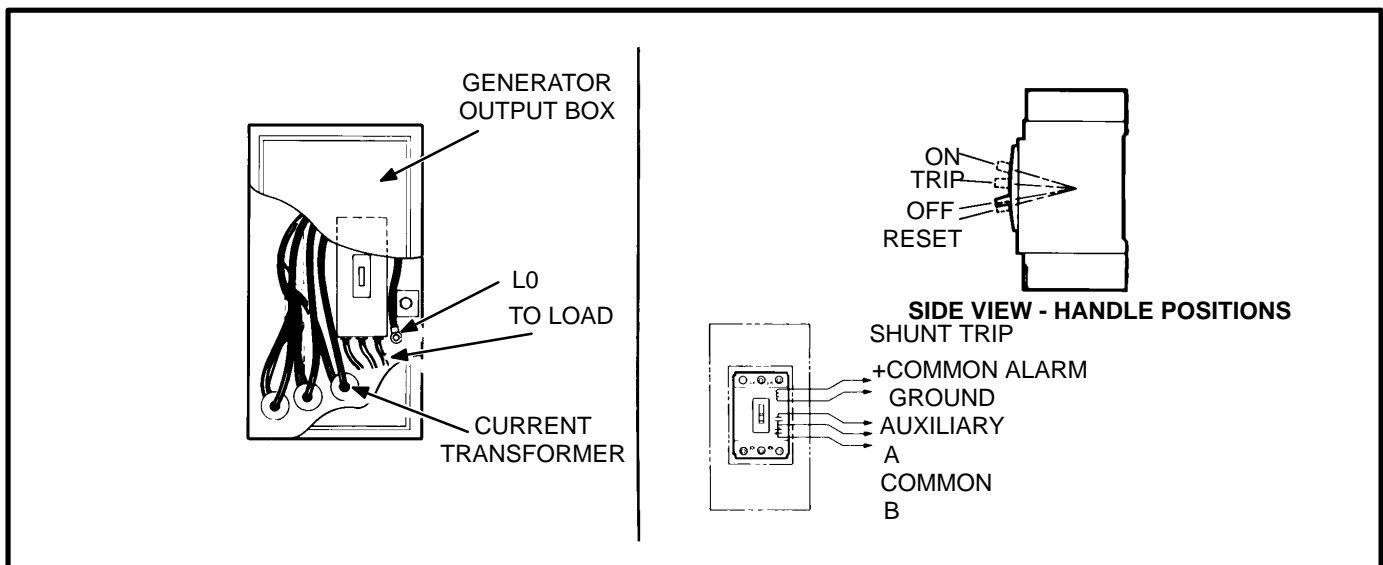 GENERATOR
OUTPUT BOX
L0
TO LOAD
CURRENT
TRANSFORMER
ON
TRIP
OFF
RESET
SIDE VIEW - HANDLE POSITIONS
SHUNT TRIP
+COMMON ALARM
GROUND
AUXILIARY
A
COMMON
B